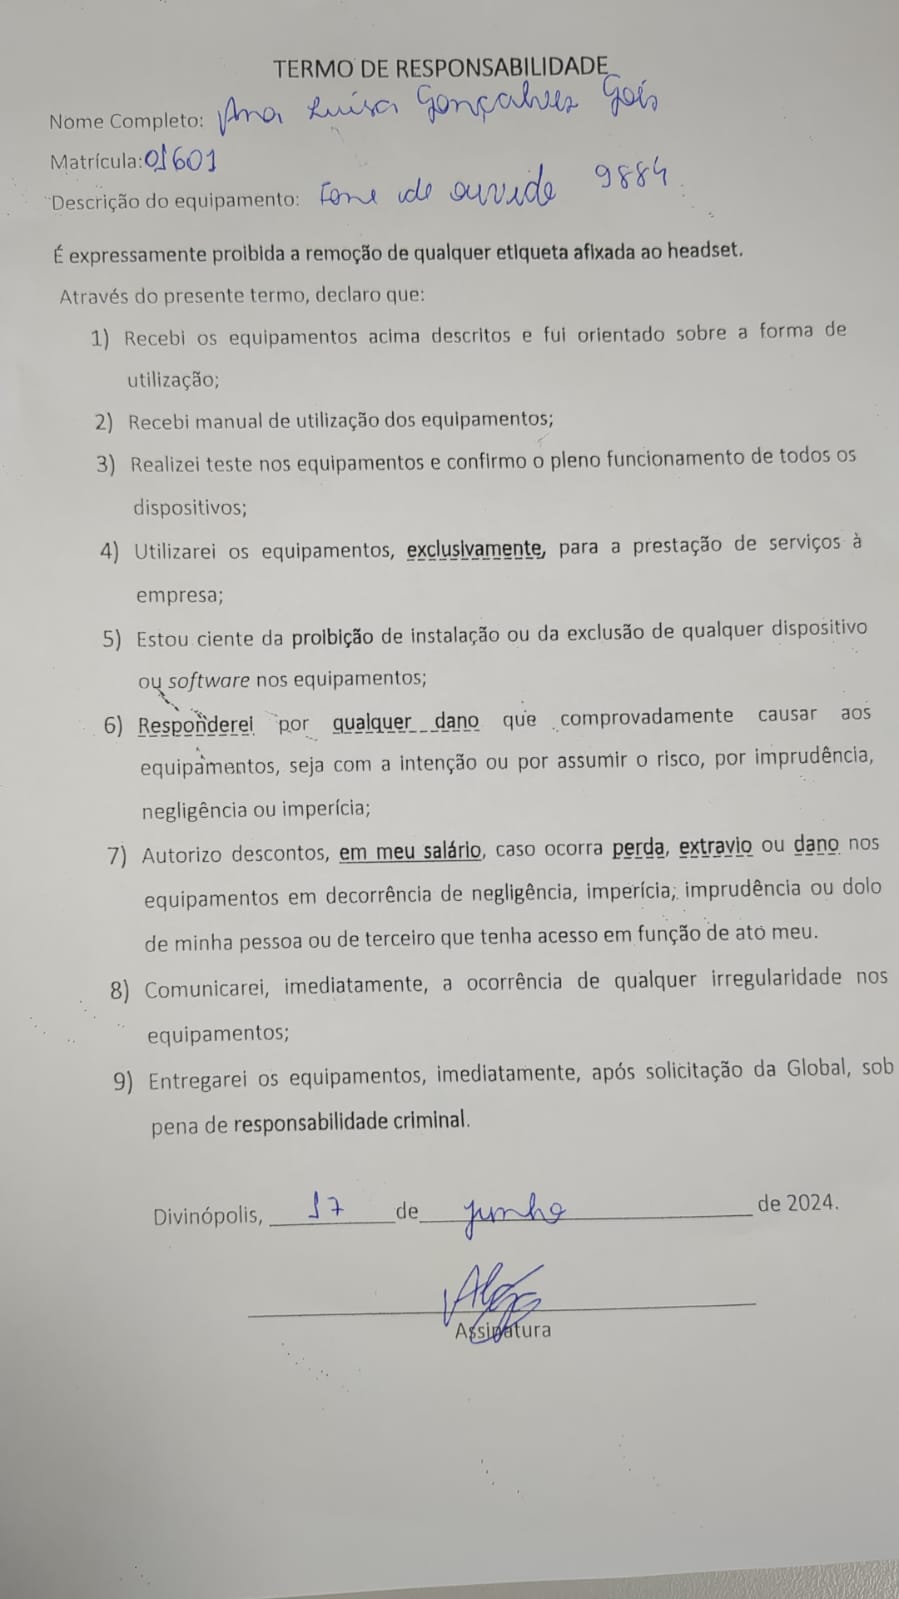 TERMO DE RESPONSABILIDADE
Nome Completo: Ana Luisa Gonçalves Gois
Matrícula: 01601
Descrição do equipamento: Fone de ouvido 9884
É expressamente proibida a remoção de qualquer etiqueta afixada ao headset.
Através do presente termo, declaro que:
1) Recebi os equipamentos acima descritos e fui orientado sobre a forma de
utilização;
2) Recebi manual de utilização dos equipamentos;
3) Realizei teste nos equipamentos e confirmo o pleno funcionamento de todos os
dispositivos;
4) Utilizarei os equipamentos, exclusivamente, para a prestação de serviços à
empresa;
5) Estou ciente da proibição de instalação ou da exclusão de qualquer dispositivo
ou software nos equipamentos;
6) Responderei por qualquer dano que comprovadamente causar aos
equipamentos, seja com a intenção ou por assumir o risco, por imprudência,
negligência ou imperícia;
7) Autorizo descontos, em meu salário, caso ocorra perda, extravio ou dano nos
equipamentos em decorrência de negligência, imperícia, imprudência ou dolo
de minha pessoa ou de terceiro que tenha acesso em função de ato meu.
8) Comunicarei, imediatamente, a ocorrência de qualquer irregularidade nos
equipamentos;
9) Entregarei os equipamentos, imediatamente, após solicitação da Global, sob
pena de responsabilidade criminal.
Divinópolis, 17 de junho de 2024.
Assinatura